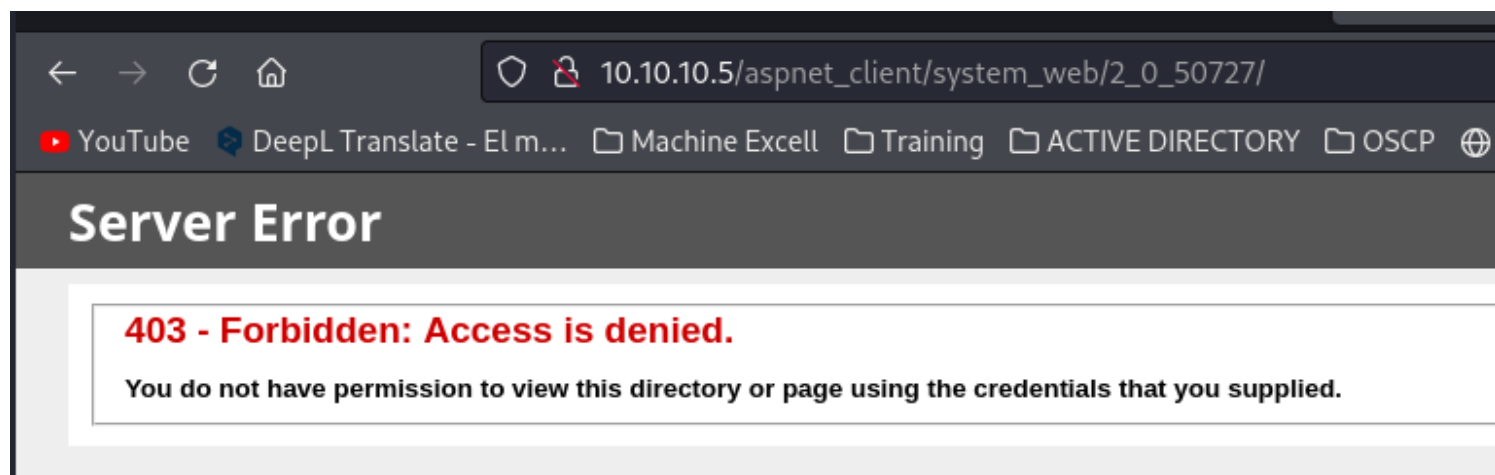 10.10.10.5/aspnet_client/system_web/2_0_50727/
YouTube DeepL Translate - El m... Machine Excell Training ACTIVE DIRECTORY OSCP
Server Error
403 - Forbidden: Access is denied.
You do not have permission to view this directory or page using the credentials that you supplied.